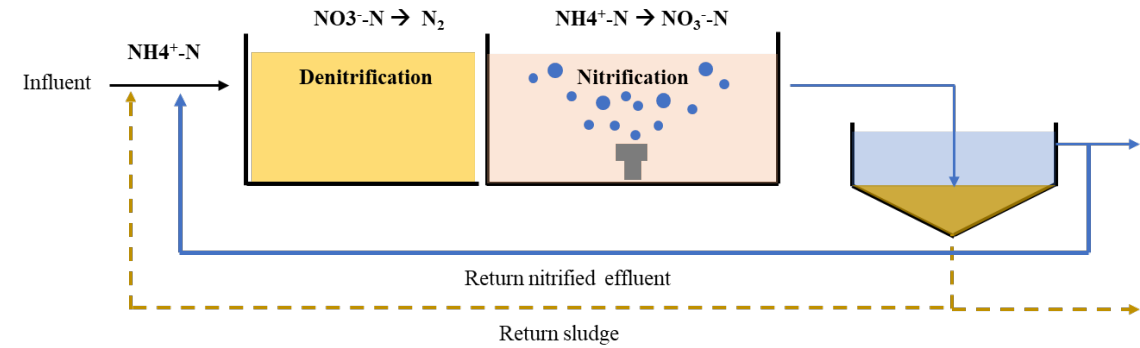 NO3⁻-N → N₂
NH4⁺-N → NO₃⁻-N
NH4⁺-N
Influent
Denitrification
Nitrification
Return nitrified effluent
Return sludge